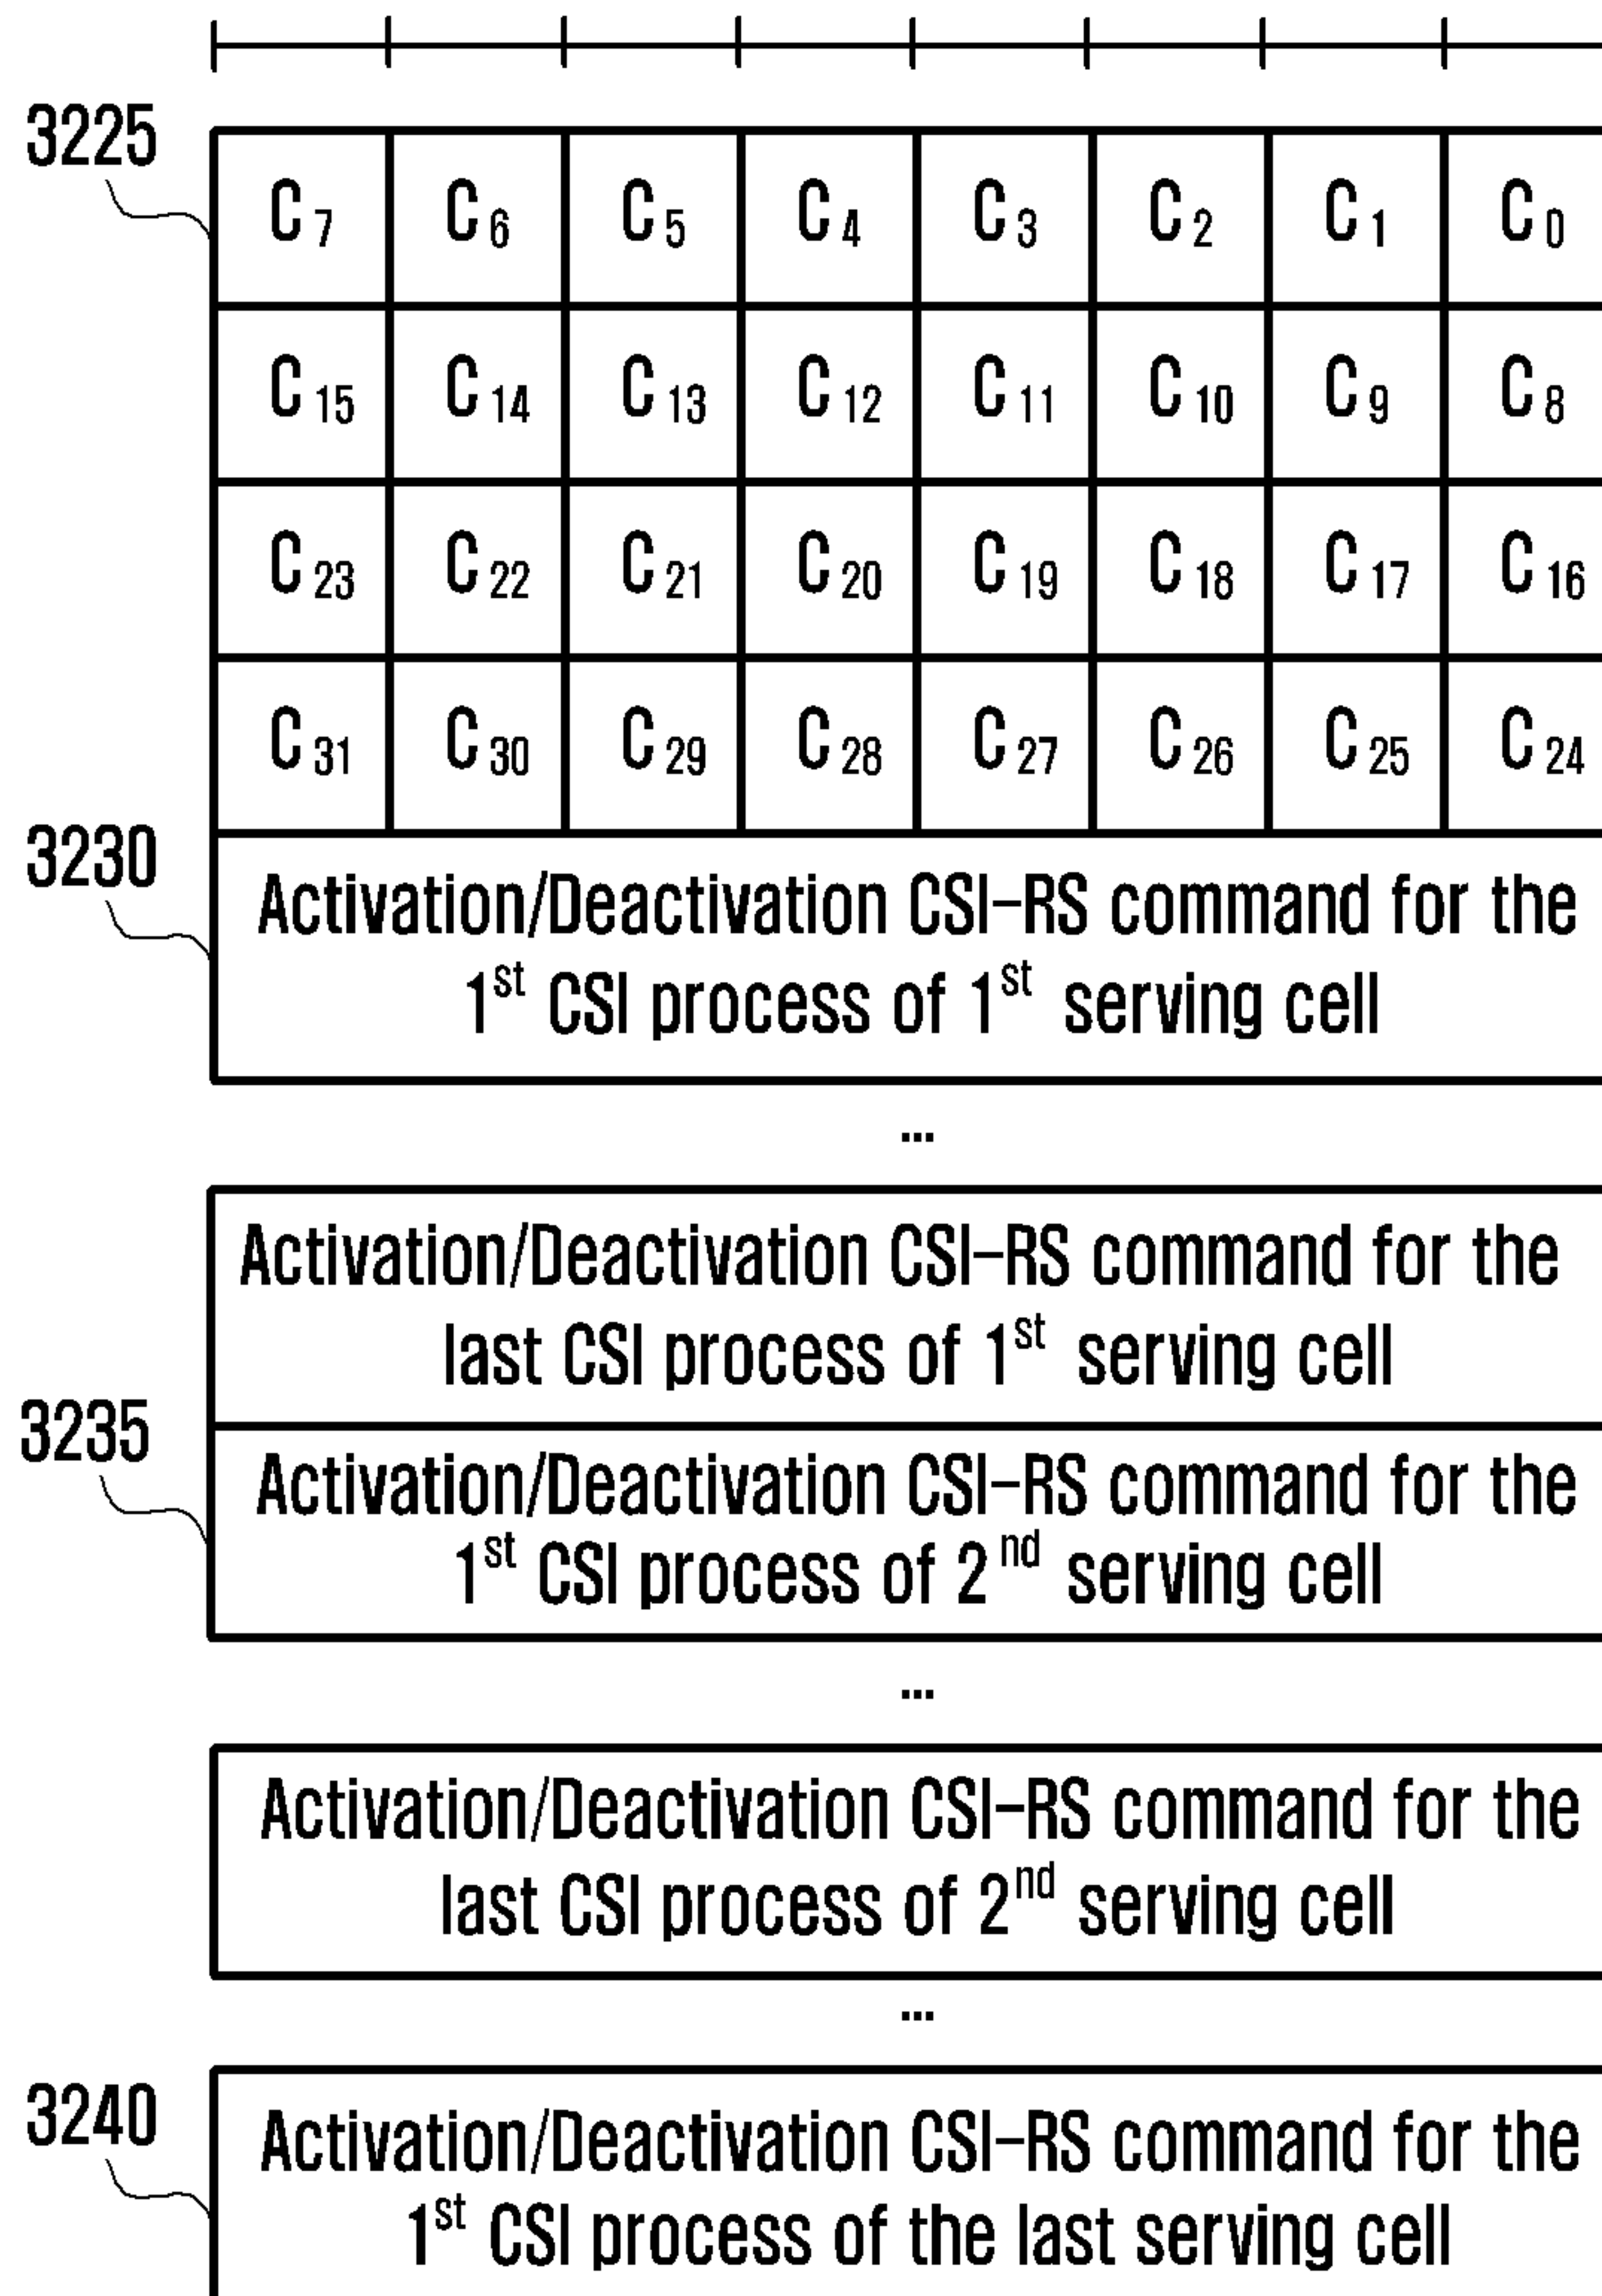 3225
C7 C6 C5 C4 C3 C2 C1 C0
C15 C14 C13 C12 C11 C10 C9 C8
C23 C22 C21 C20 C19 C18 C17 C16
C31 C30 C29 C28 C27 C26 C25 C24
3230
Activation/Deactivation CSI-RS command for the
1st CSI process of 1st serving cell
...
Activation/Deactivation CSI-RS command for the
last CSI process of 1st serving cell
3235
Activation/Deactivation CSI-RS command for the
1st CSI process of 2nd serving cell
...
Activation/Deactivation CSI-RS command for the
last CSI process of 2nd serving cell
...
3240
Activation/Deactivation CSI-RS command for the
1st CSI process of the last serving cell